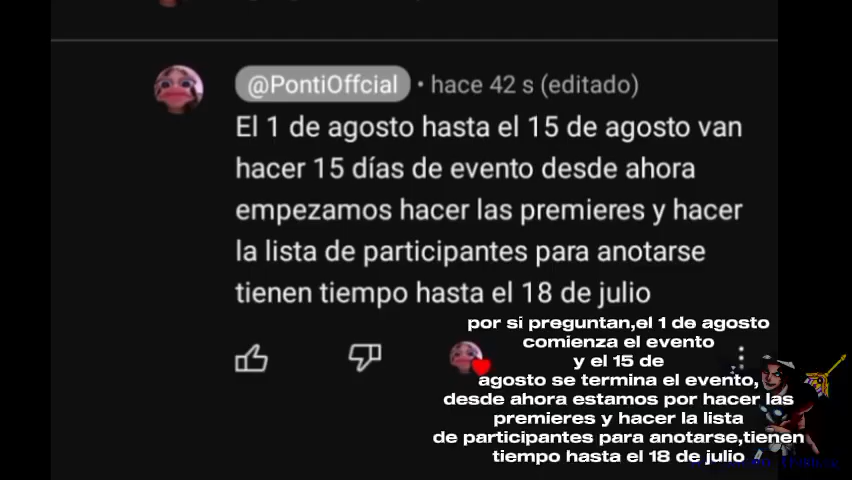 @PontiOffcial • hace 42 s (editado)
El 1 de agosto hasta el 15 de agosto van
hacer 15 días de evento desde ahora
empezamos hacer las premieres y hacer
la lista de participantes para anotarse
tienen tiempo hasta el 18 de julio
por si preguntan,el 1 de agosto
comienza el evento
y el 15 de
agosto se termina el evento,
desde ahora estamos por hacer las
premieres y hacer la lista
de participantes para anotarse,tienen
tiempo hasta el 18 de julio